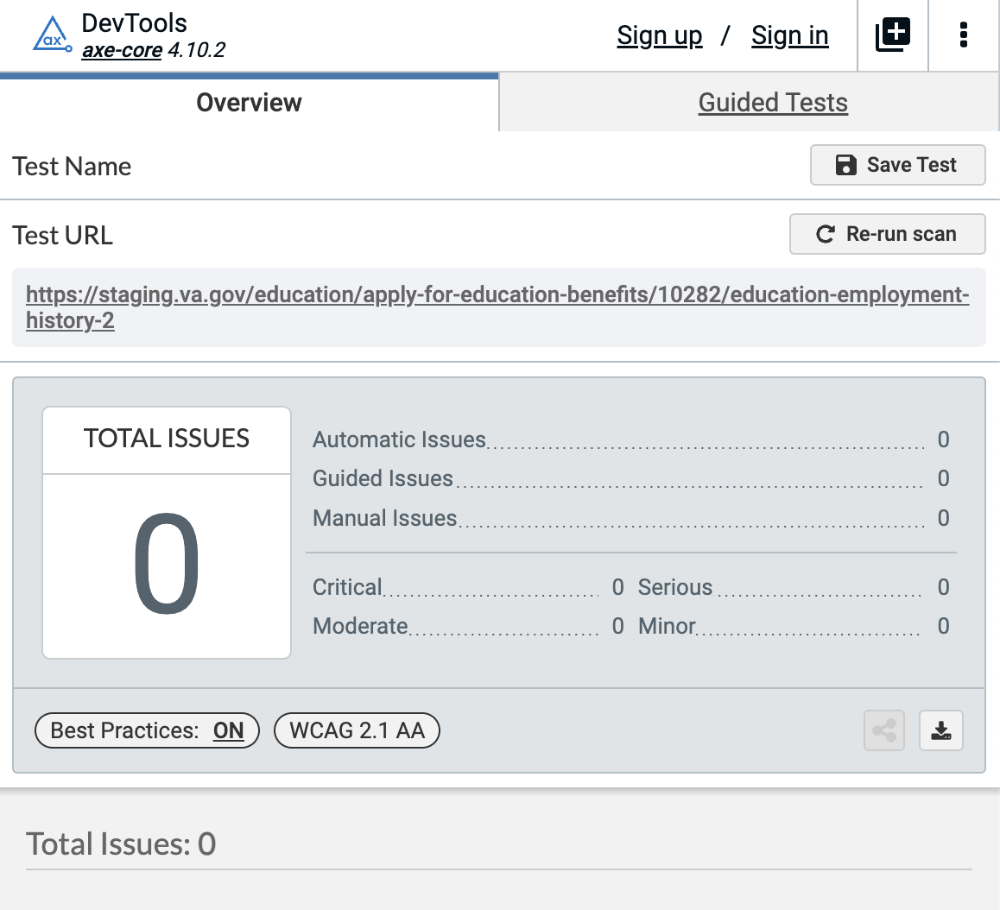 ax
DevTools
axe-core 4.10.2
Sign up / Sign in
Overview
Guided Tests
Test Name
Save Test
Test URL
Re-run scan
https://staging.va.gov/education/apply-for-education-benefits/10282/education-employment-
history-2
TOTAL ISSUES
0
Automatic Issues 0
Guided Issues 0
Manual Issues 0
Critical 0 Serious 0
Moderate 0 Minor 0
Best Practices: ON
WCAG 2.1 AA
Total Issues: 0